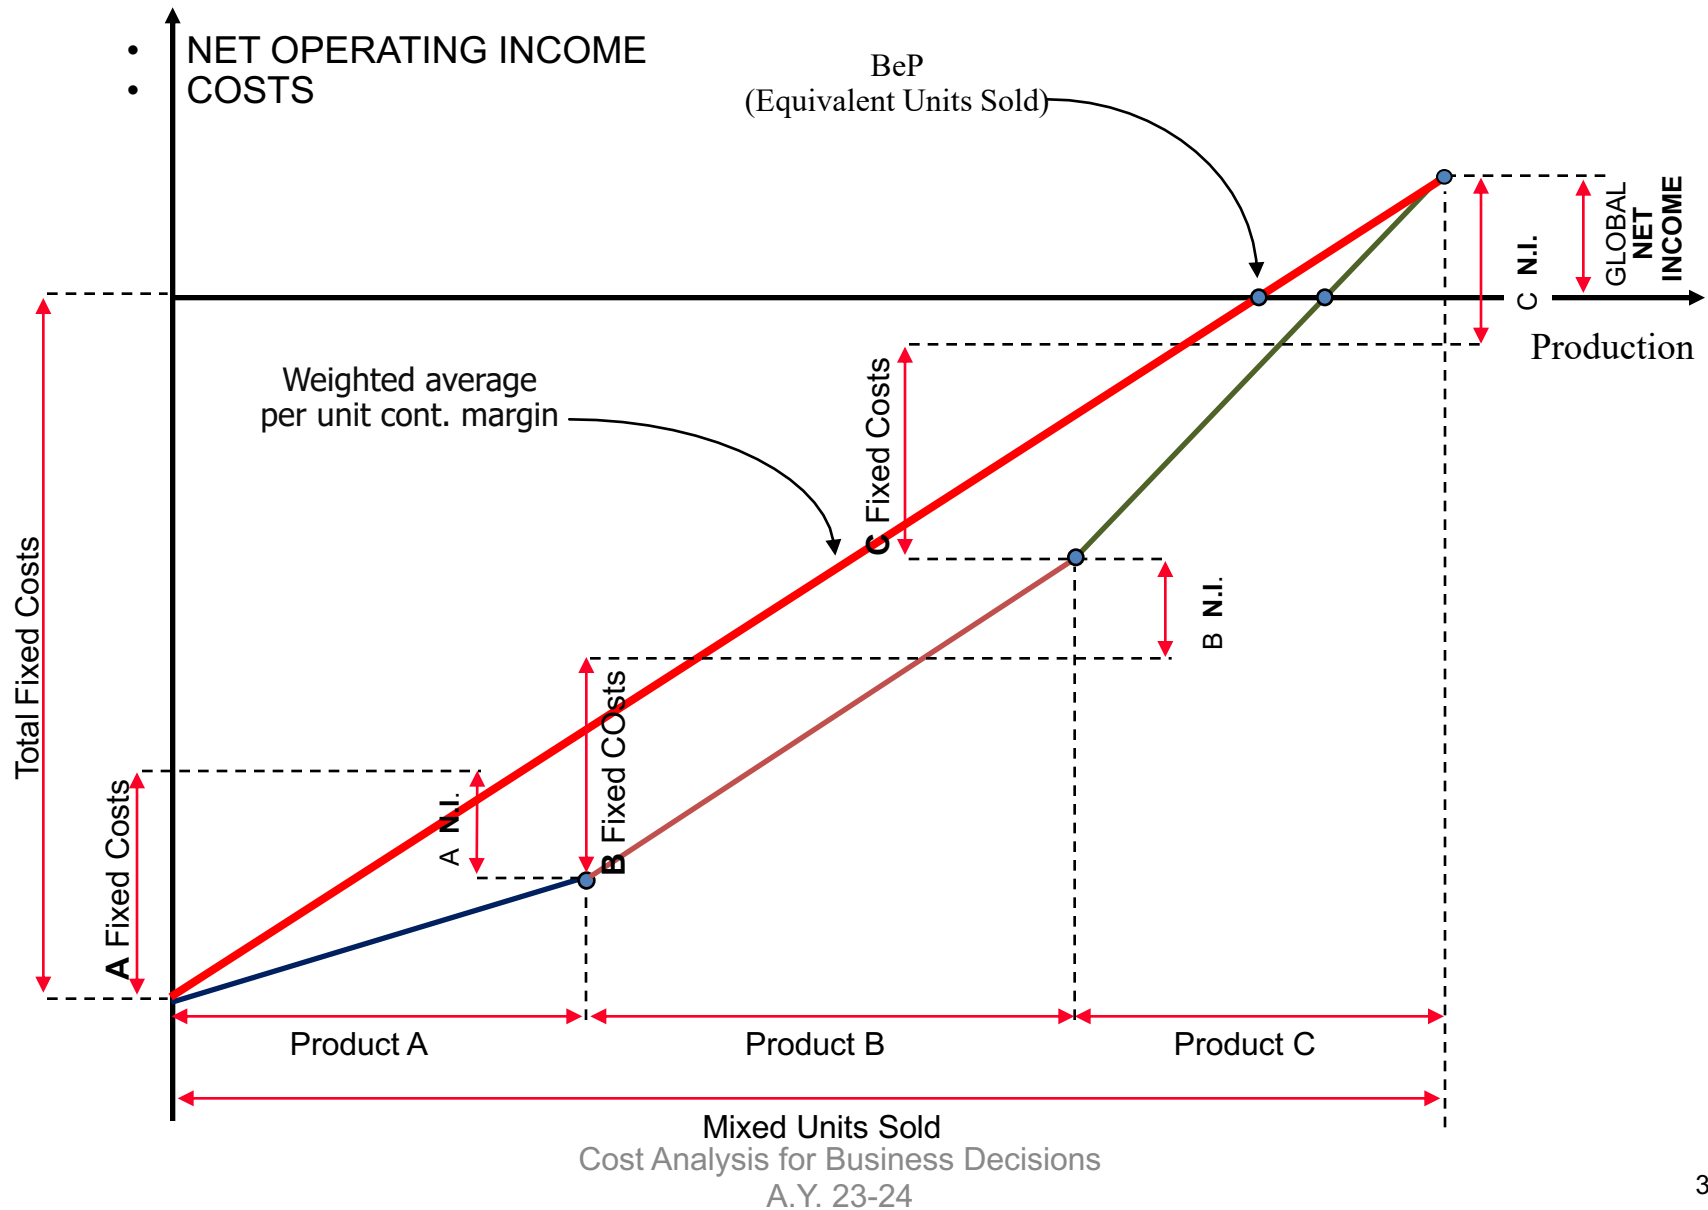 • NET OPERATING INCOME
• COSTS
BeP
(Equivalent Units Sold)
GLOBAL
NET
INCOME
C N.I.
Production
Weighted average
per unit cont. margin
C Fixed Costs
B N.I.
Total Fixed Costs
A Fixed Costs
A N.I.
B Fixed COsts
Product A
Product B
Product C
Mixed Units Sold
Cost Analysis for Business Decisions
A.Y. 23-24
3